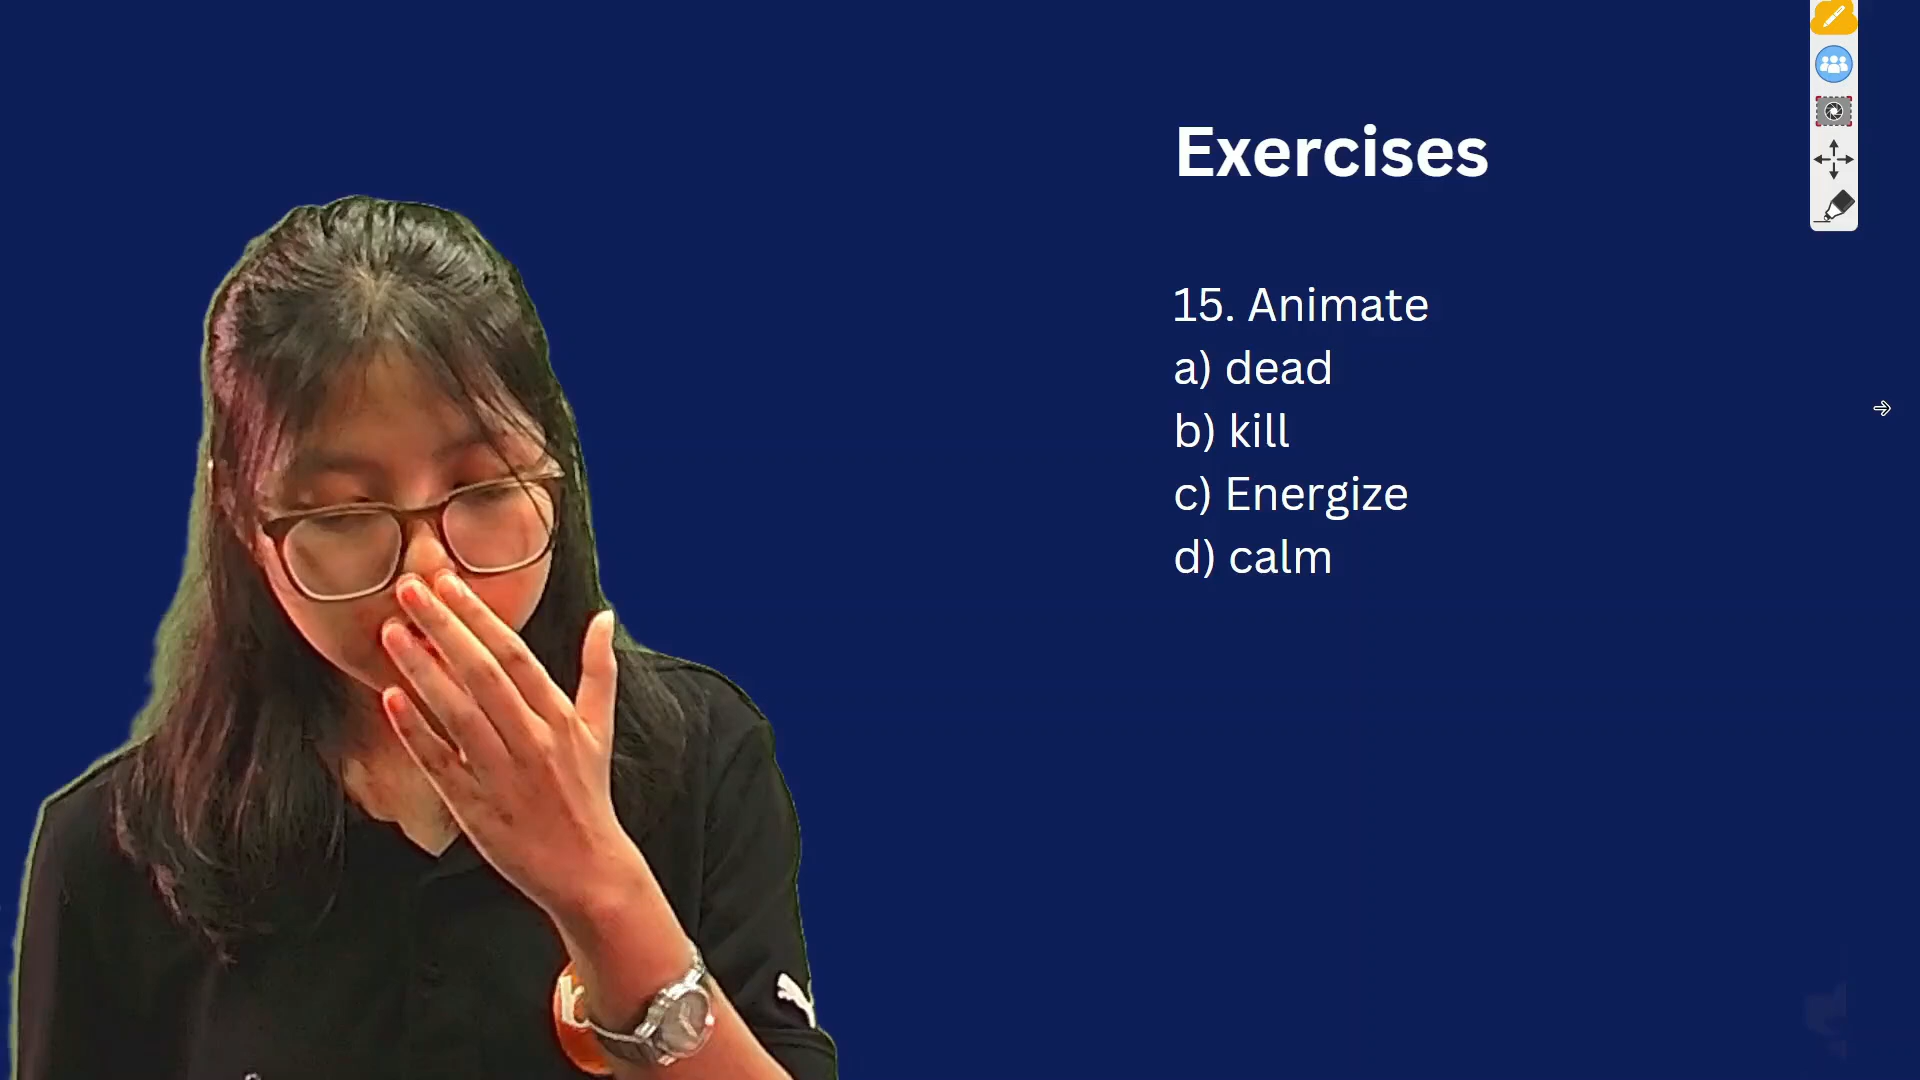 Exercises
15. Animate
a) dead
b) kill
c) Energize
d) calm